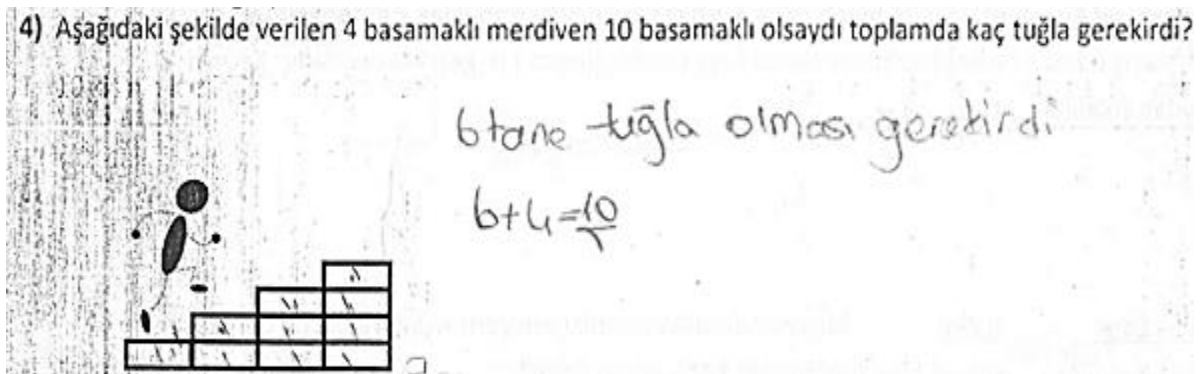 4) Aşağıdaki şekilde verilen 4 basamaklı merdiven 10 basamaklı olsaydı toplamda kaç tuğla gerekirdi?
6 tane tuğla olması gerekirdi
6+4=10